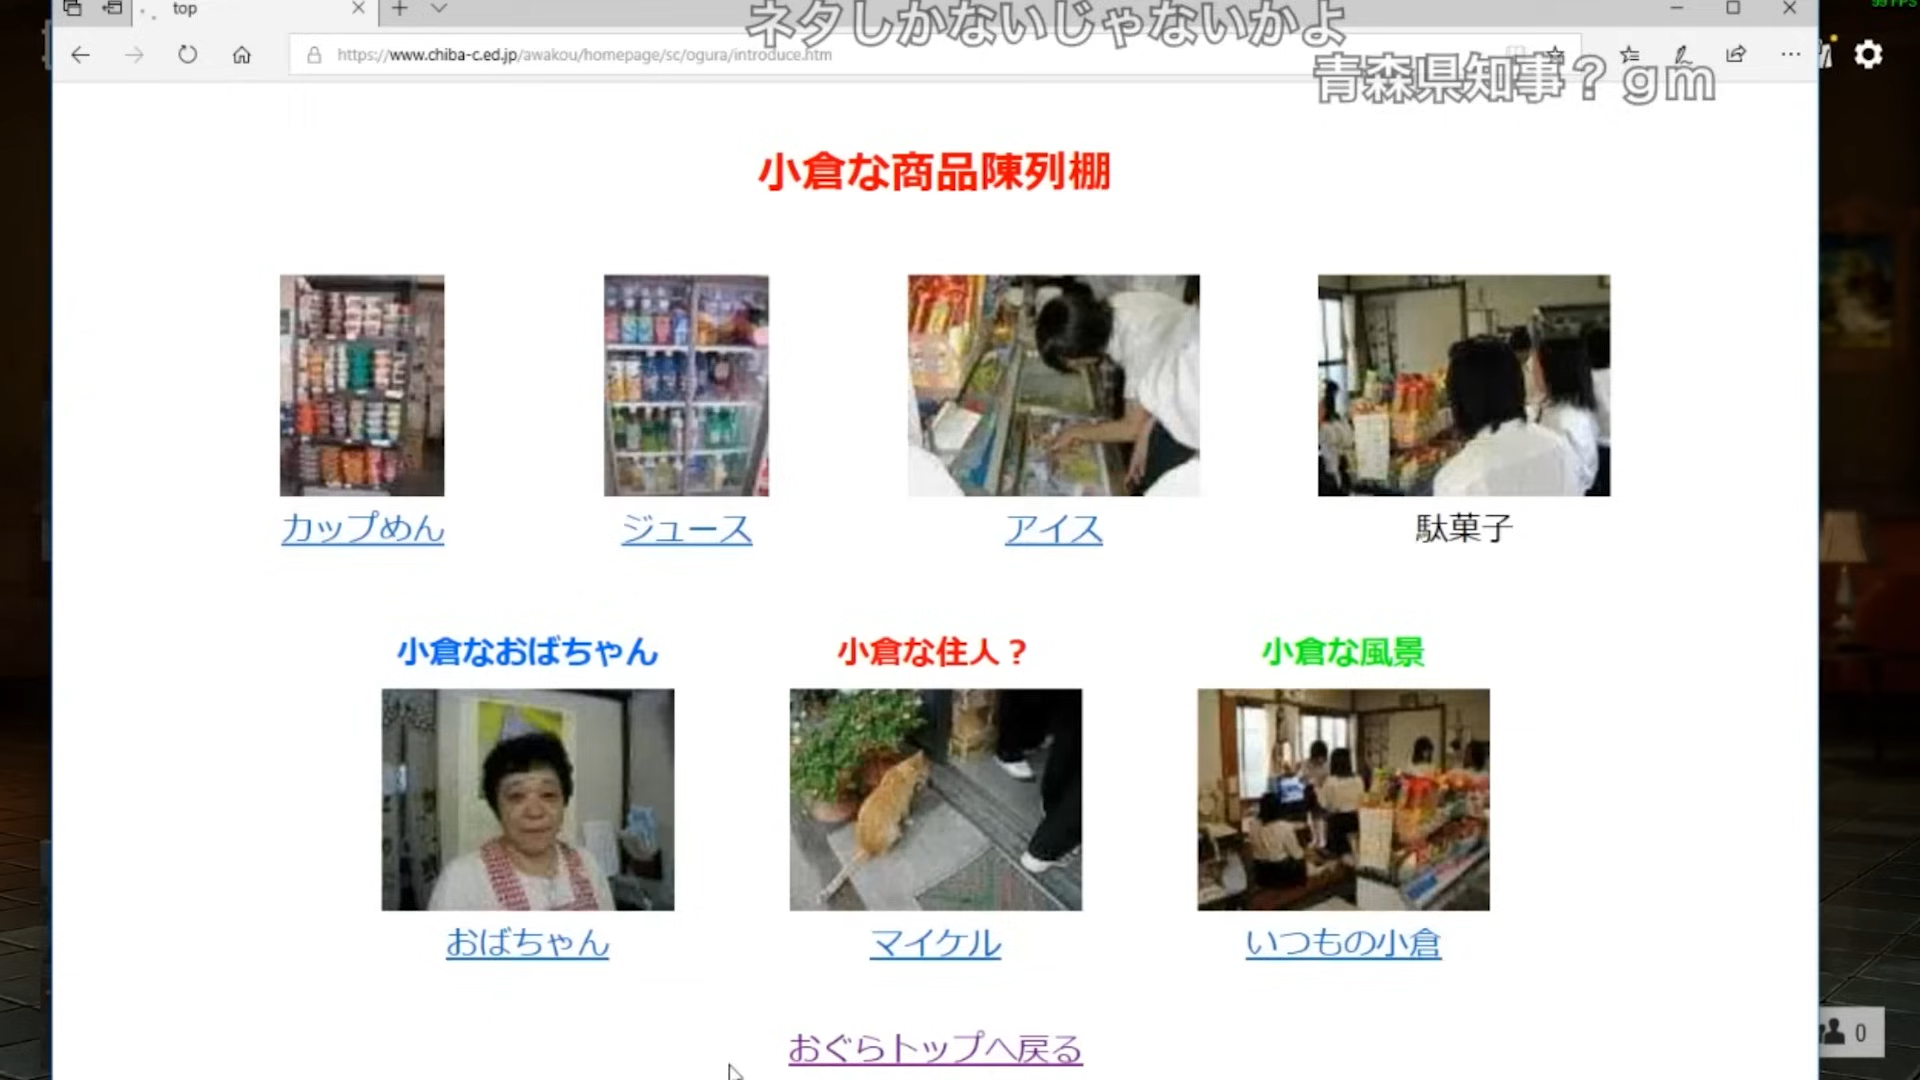 top
ネタしかないじゃないかよ
https://www.chiba-c.ed.jp/awakou/homepage/sc/ogura/introduce.htm
青森県知事？gm
小倉な商品陳列棚
カップめん
ジュース
アイス
駄菓子
小倉なおばちゃん
小倉な住人？
小倉な風景
おばちゃん
マイケル
いつもの小倉
おぐらトップへ戻る
0